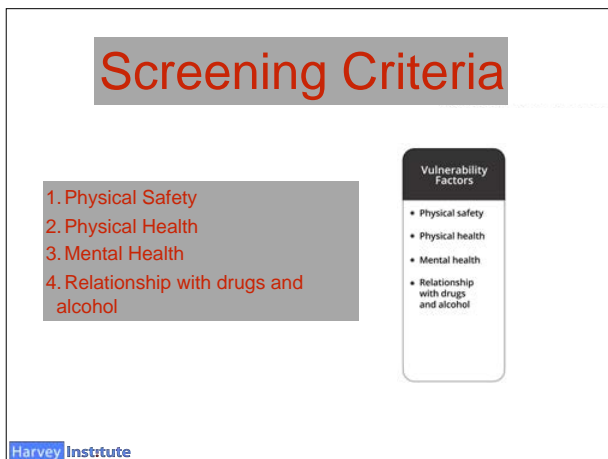 Screening Criteria
1. Physical Safety
2. Physical Health
3. Mental Health
4. Relationship with drugs and
alcohol
Vulnerability
Factors
• Physical safety
• Physical health
• Mental health
• Relationship
with drugs
and alcohol
Harvey Institute